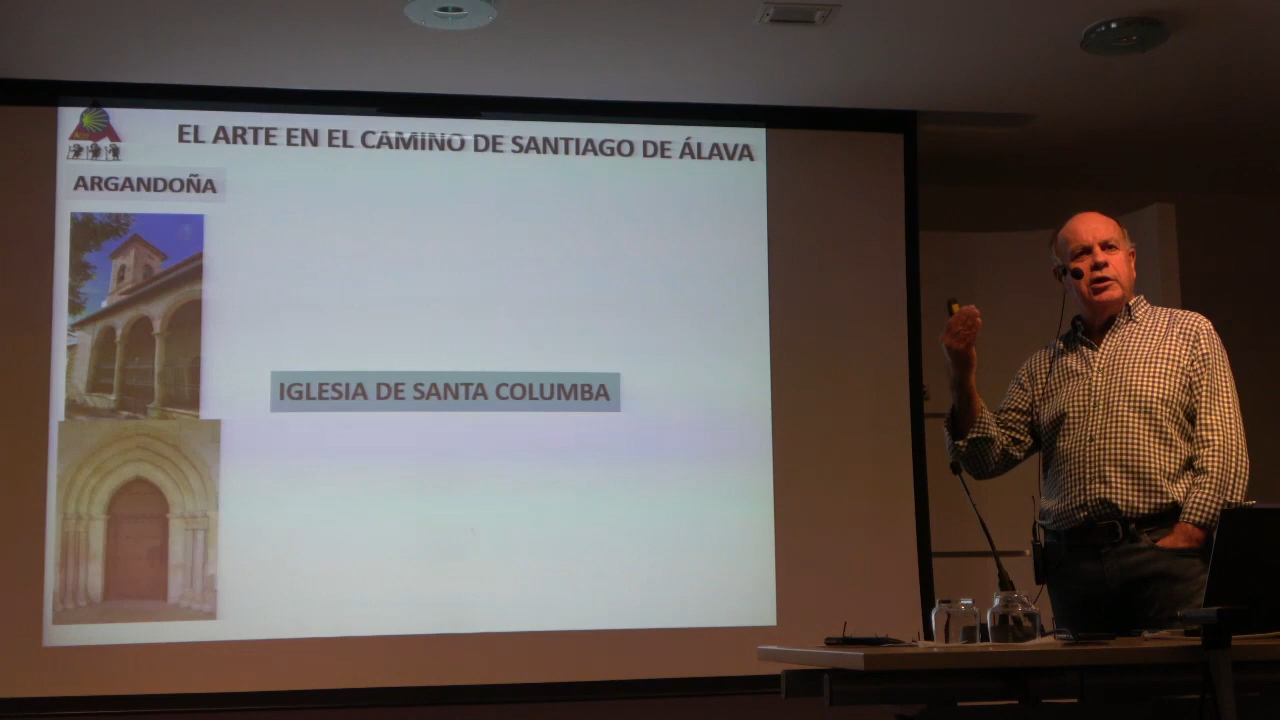 EL ARTE EN EL CAMINO DE SANTIAGO DE ÁLAVA
ARGANDOÑA
IGLESIA DE SANTA COLUMBA